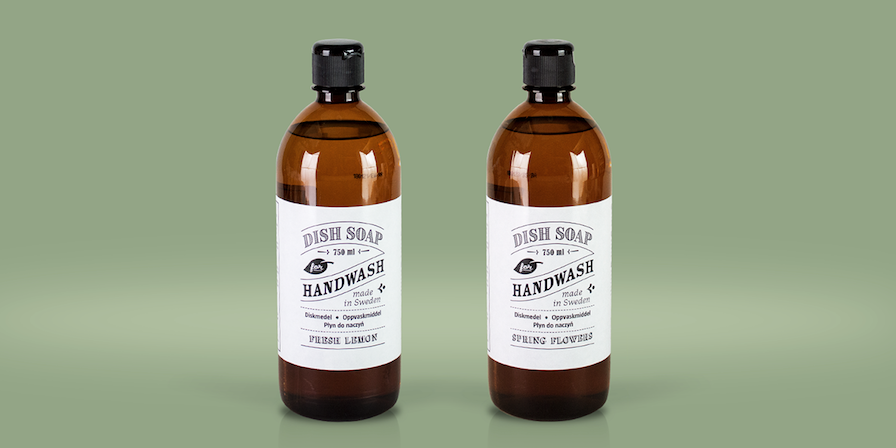 DISH SOAP
750 ml
HANDWASH
made
in Sweden
Diskmedel • Oppvaskmiddel
Płyn do naczyń
FRESH LEMON
DISH SOAP
750 ml
HANDWASH
made
in Sweden
Diskmedel • Oppvaskmiddel
Płyn do naczyń
SPRING FLOWERS